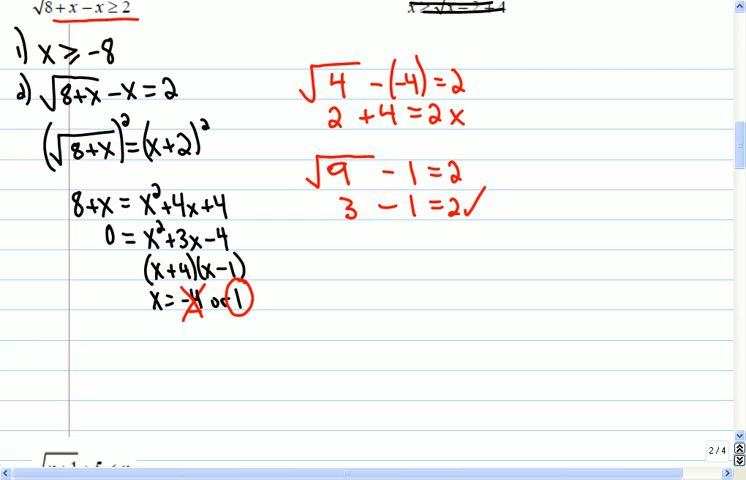 √8 + x − x ≥ 2
1) x ≥ -8
2) √8+x - x = 2
(√8+x)² = (x+2)²
8+x = x²+4x+4
0 = x²+3x-4
(x+4)(x-1)
x = -4 or 1
√4 - (-4) = 2
2 + 4 = 2 x
√9 - 1 = 2
3 - 1 = 2 ✓
2 / 4